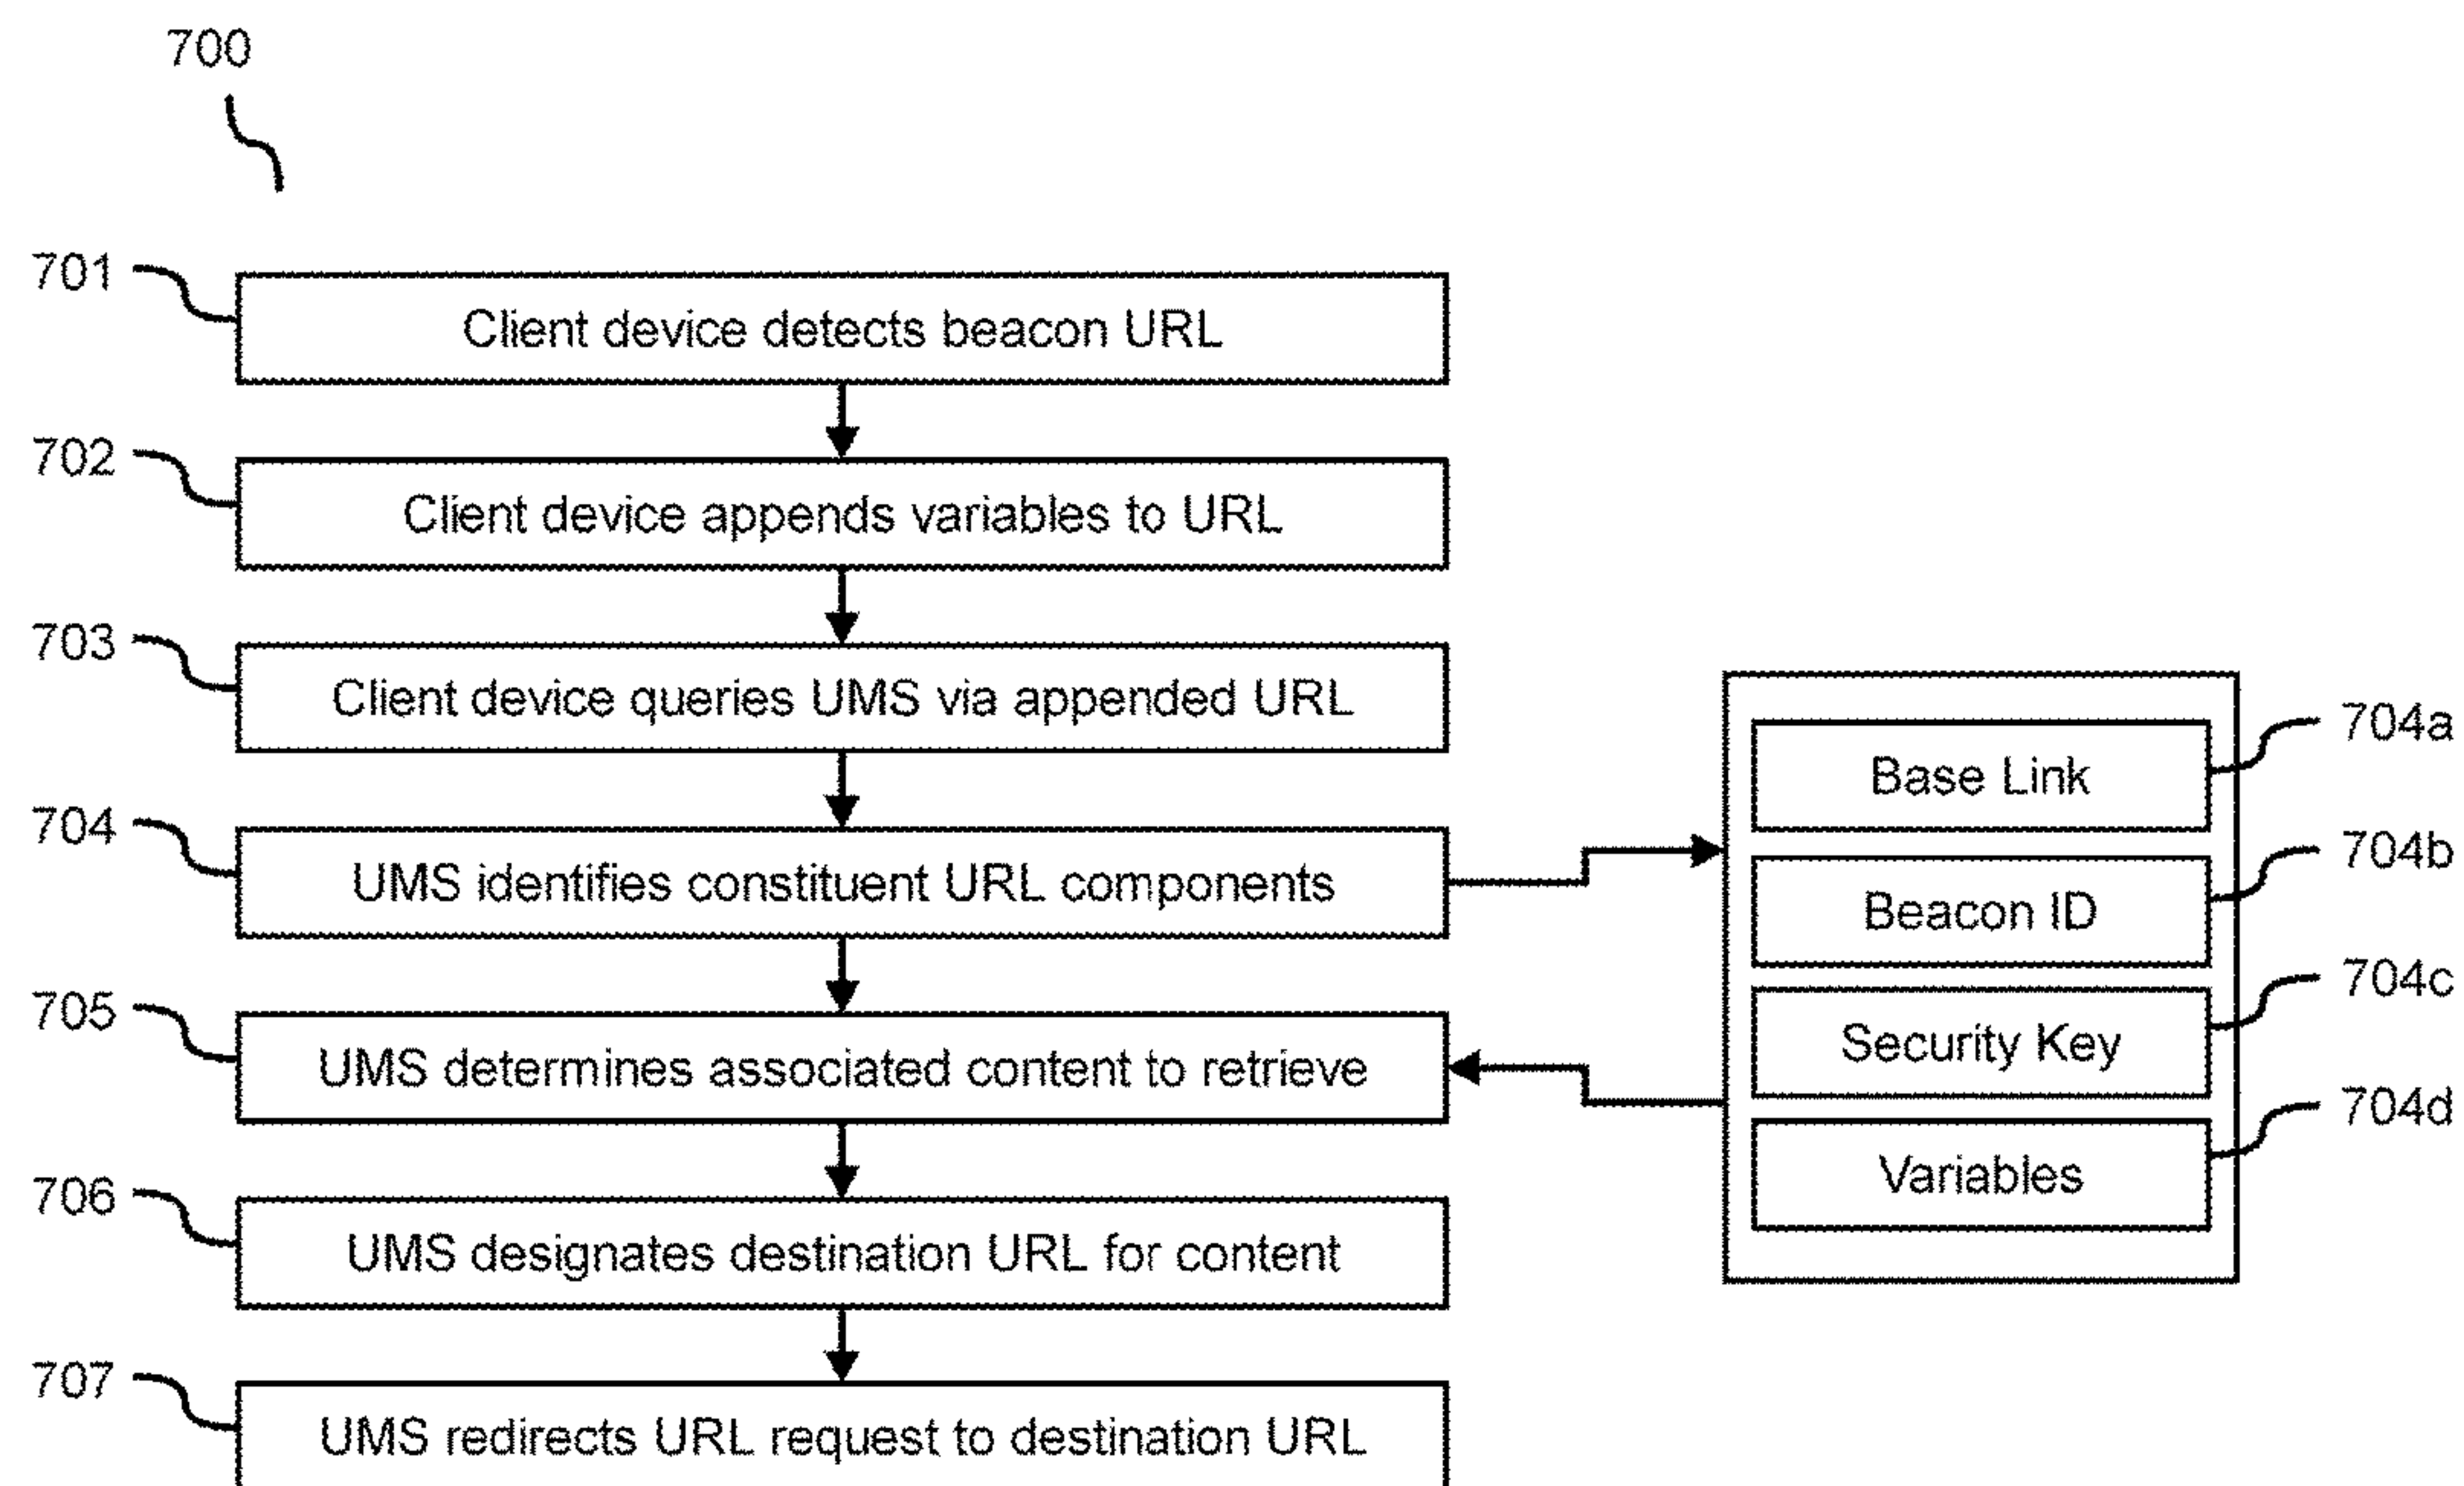 700
701
Client device detects beacon URL
702
Client device appends variables to URL
703
Client device queries UMS via appended URL
704
UMS identifies constituent URL components
705
UMS determines associated content to retrieve
706
UMS designates destination URL for content
707
UMS redirects URL request to destination URL
Base Link
704a
Beacon ID
704b
Security Key
704c
Variables
704d